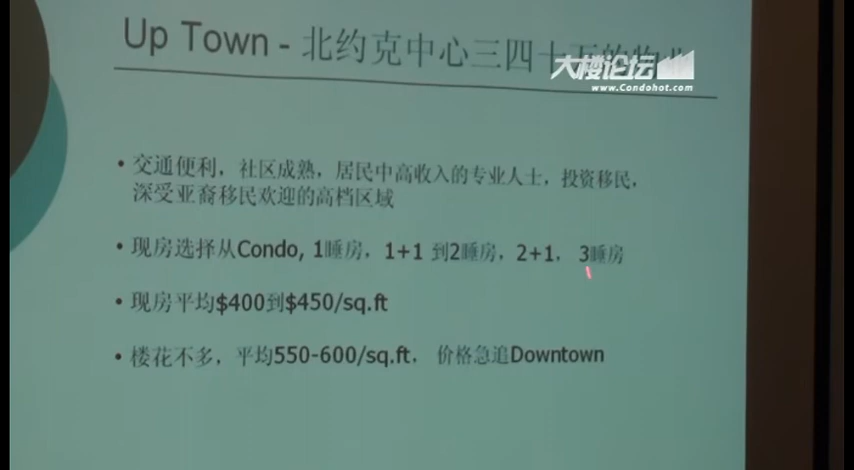 Up Town - 北约克中心三四十万的物业
大楼论坛
www.Condohot.com
• 交通便利，社区成熟，居民中高收入的专业人士，投资移民，
深受亚裔移民欢迎的高档区域
• 现房选择从Condo, 1睡房，1+1 到2睡房，2+1， 3睡房
• 现房平均$400到$450/sq.ft
• 楼花不多，平均550-600/sq.ft， 价格急追Downtown